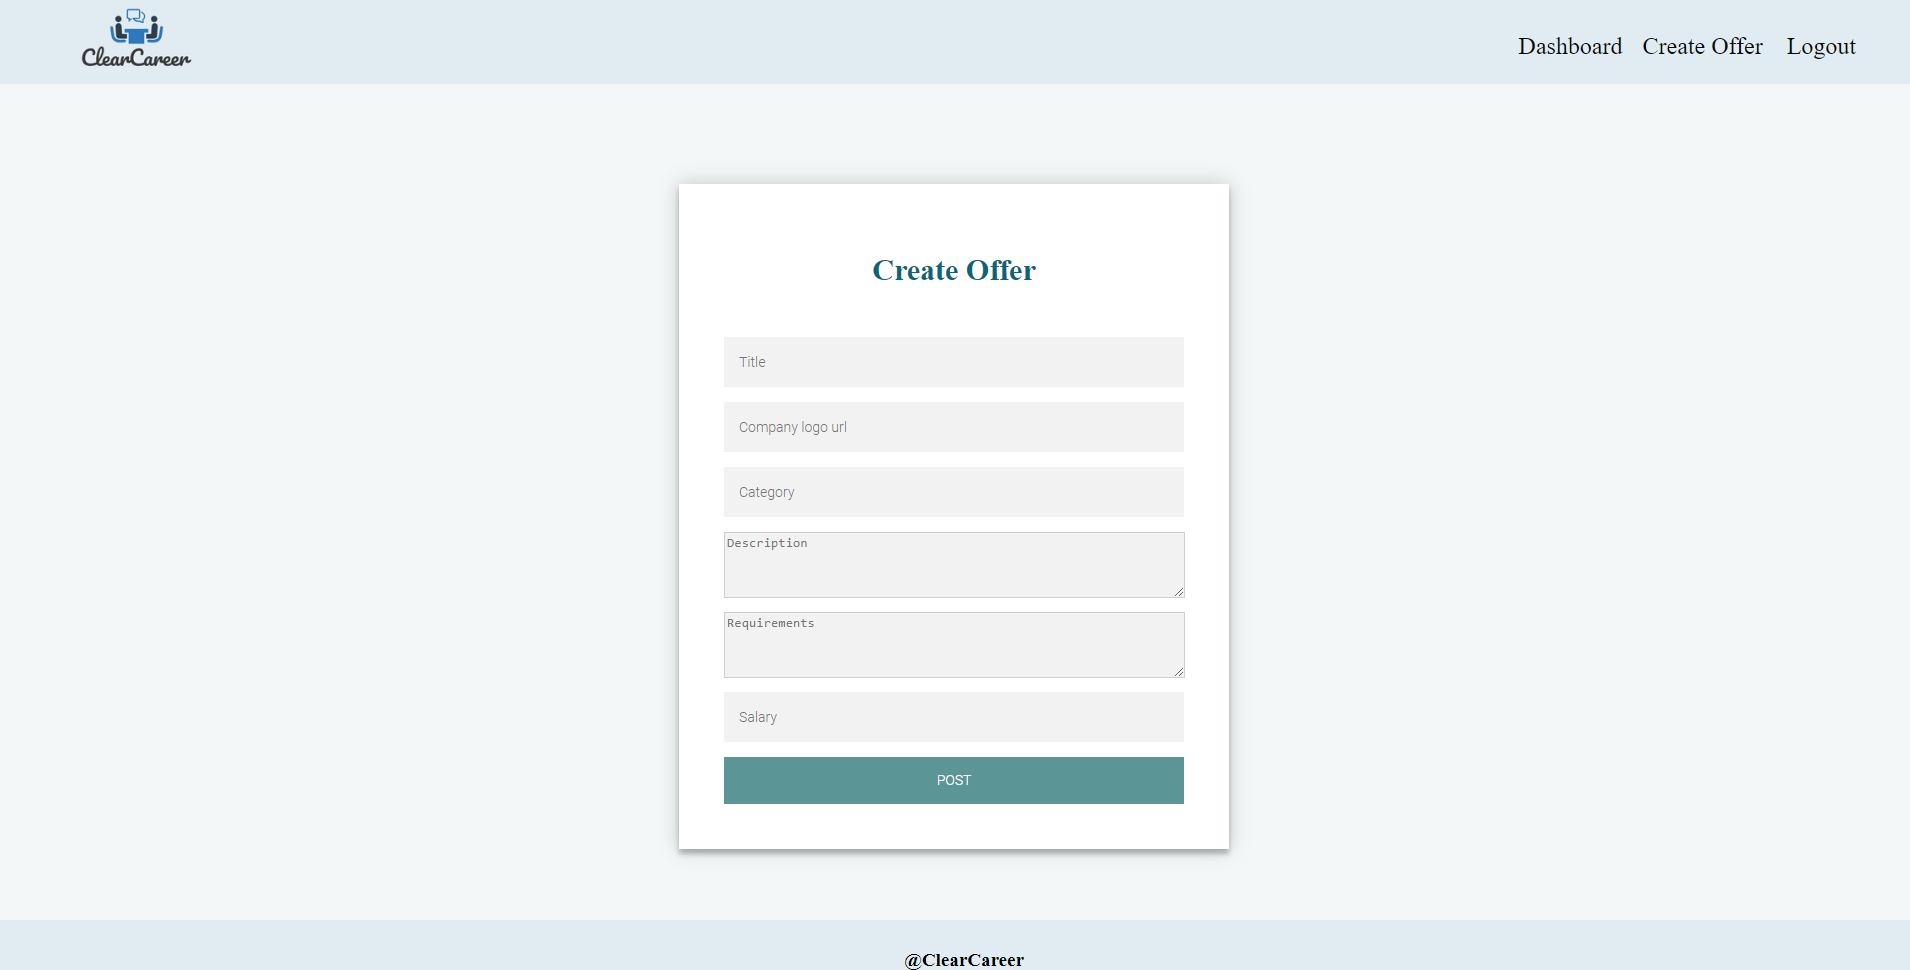 ClearCareer
Dashboard Create Offer Logout
Create Offer
Title
Company logo url
Category
Description
Requirements
Salary
POST
@ClearCareer